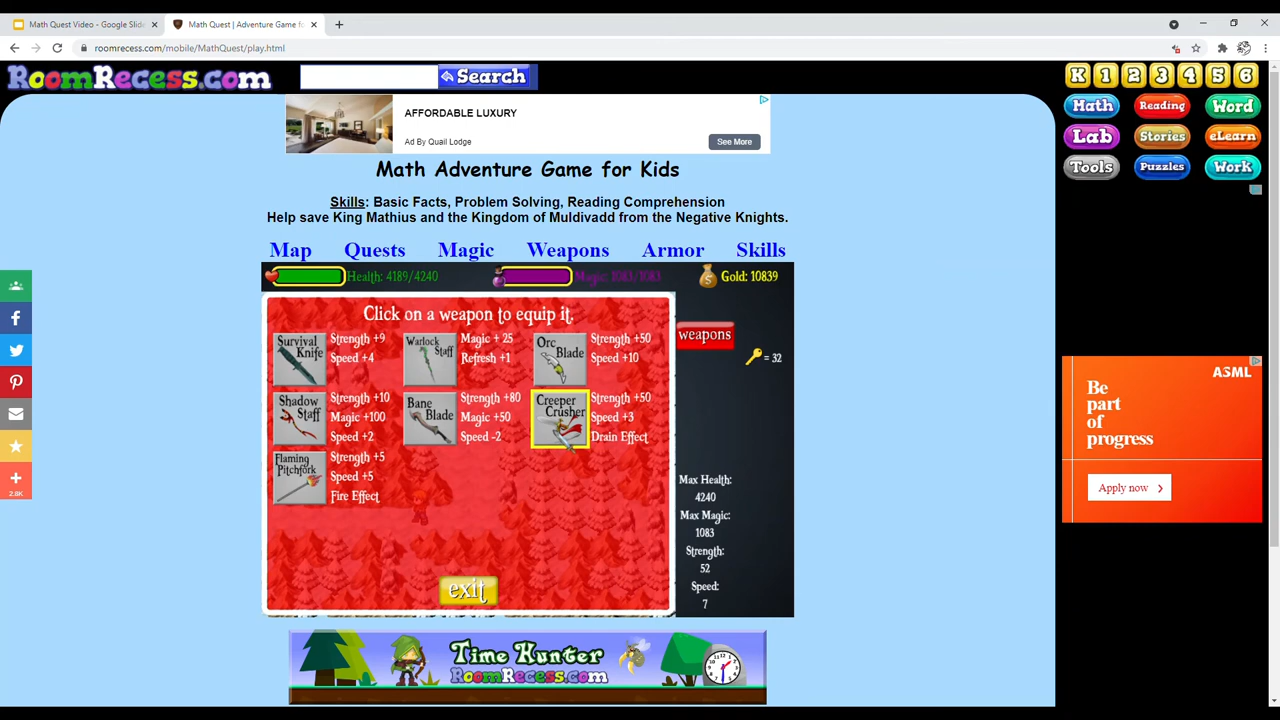 Math Quest Video - Google Slide
Math Quest | Adventure Game fo
roomrecess.com/mobile/MathQuest/play.html
RoomRecess.com
Search
K 1 2 3 4 5 6
Math Reading Word
Lab Stories eLearn
Tools Puzzles Work
AFFORDABLE LUXURY
Ad By Quail Lodge
See More
Math Adventure Game for Kids
Skills: Basic Facts, Problem Solving, Reading Comprehension
Help save King Mathius and the Kingdom of Muldivadd from the Negative Knights.
Map Quests Magic Weapons Armor Skills
Health: 4189/4240
Magic: 1083/1083
Gold: 10839
Click on a weapon to equip it.
Survival Knife
Strength +9
Speed +4
Warlock Staff
Magic + 25
Refresh +1
Orc Blade
Strength +50
Speed +10
Shadow Staff
Strength +10
Magic +100
Speed +2
Bane Blade
Strength +80
Magic +50
Speed -2
Creeper Crusher
Strength +50
Speed +3
Drain Effect
Flaming Pitchfork
Strength +5
Speed +5
Fire Effect
exit
weapons
= 32
Max Health:
4240
Max Magic:
1083
Strength:
52
Speed:
7
2.8K
ASML
Be
part
of
progress
Apply now
Time Hunter
RoomRecess.com